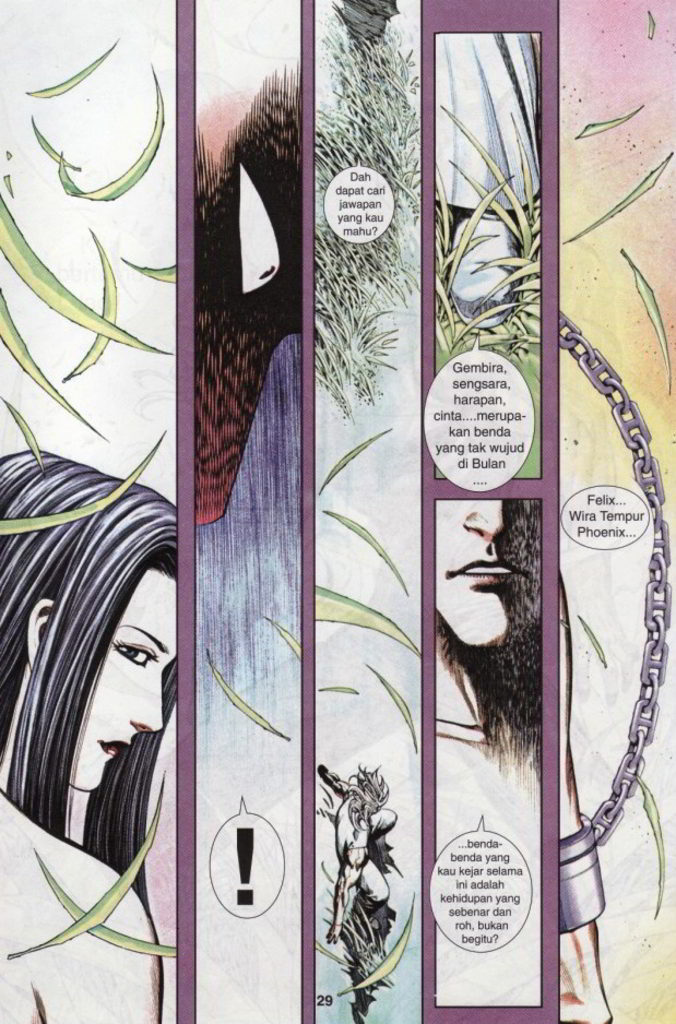 Dah
dapat cari
jawapan
yang kau
mahu?
Gembira,
sengsara,
harapan,
cinta....merupa-
kan benda
yang tak wujud
di Bulan
....
Felix...
Wira Tempur
Phoenix...
!
...benda-
benda yang
kau kejar selama
ini adalah
kehidupan yang
sebenar dan
roh, bukan
begitu?
29